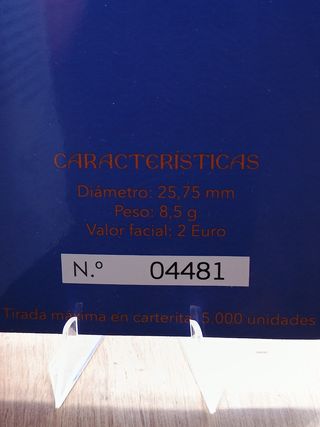 CARACTERÍSTICAS
Diámetro: 25,75 mm
Peso: 8,5 g
Valor facial: 2 Euro
N.º 04481
Tirada máxima en carterita 5.000 unidades